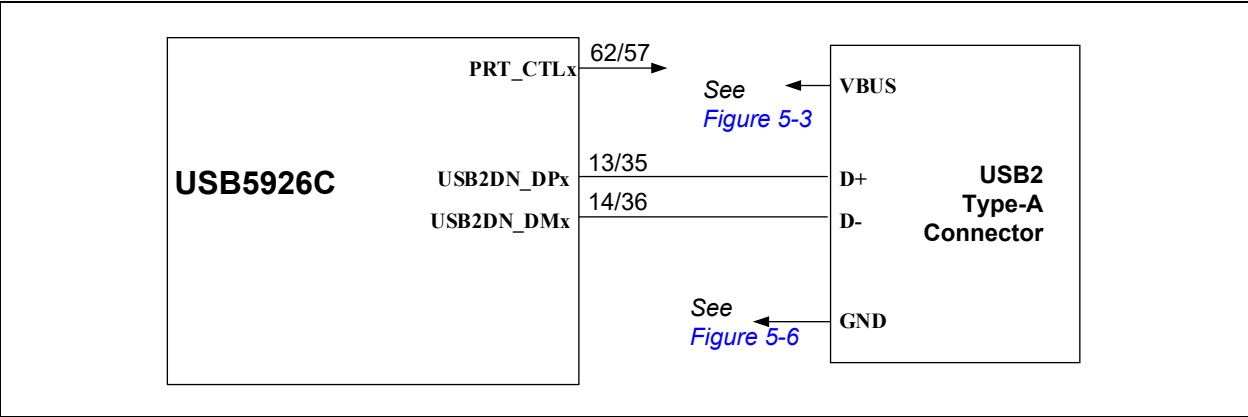 62/57
PRT_CTLx
See
Figure 5-3
VBUS
USB5926C
13/35
USB2DN_DPx
D+
14/36
USB2DN_DMx
D-
USB2
Type-A
Connector
See
Figure 5-6
GND